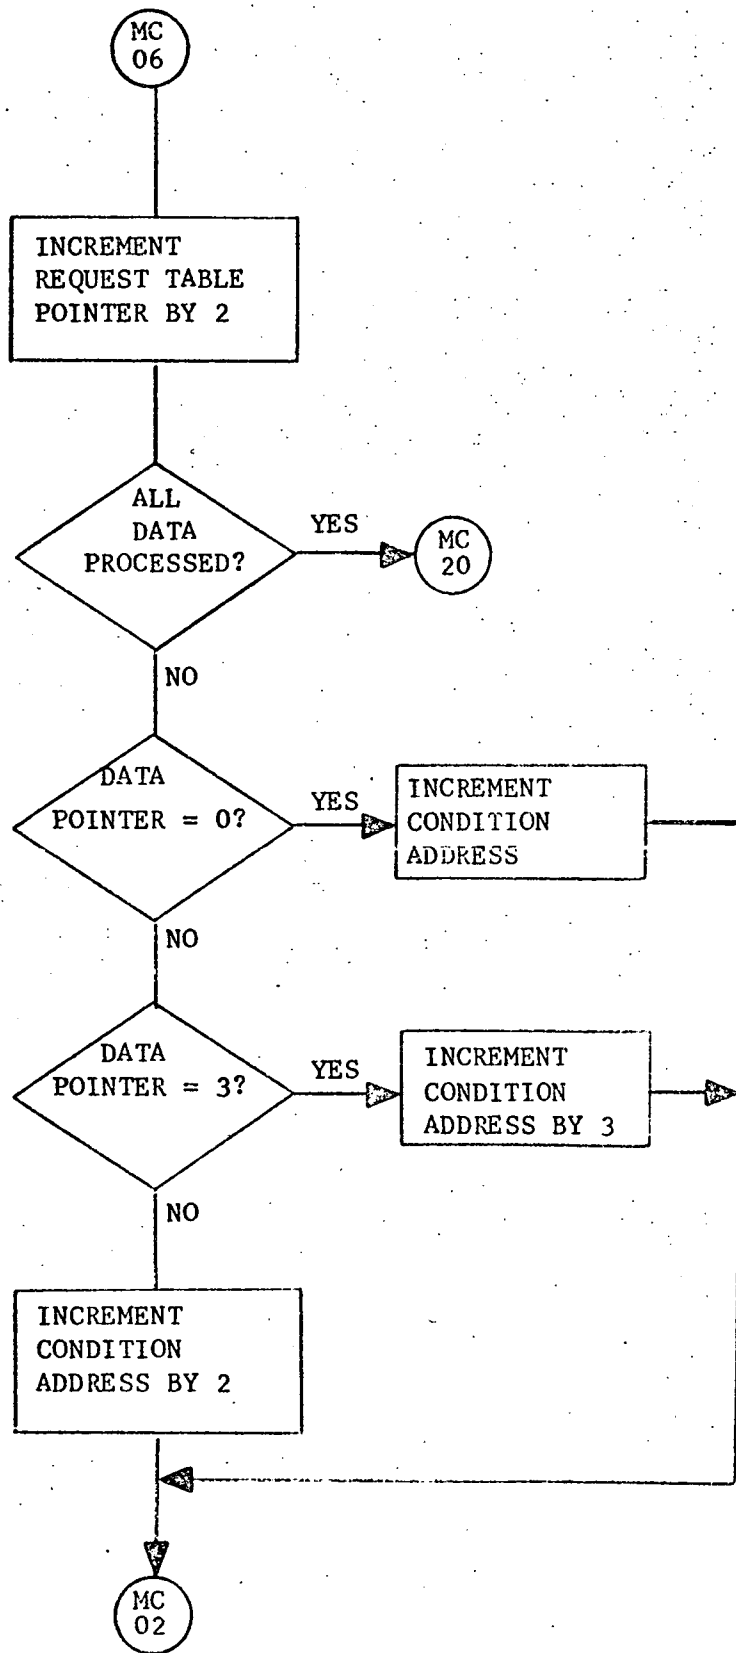 MC
06
INCREMENT
REQUEST TABLE
POINTER BY 2
ALL
DATA
PROCESSED?
YES
MC
20
NO
DATA
POINTER = 0?
YES
INCREMENT
CONDITION
ADDRESS
NO
DATA
POINTER = 3?
YES
INCREMENT
CONDITION
ADDRESS BY 3
NO
INCREMENT
CONDITION
ADDRESS BY 2
MC
02